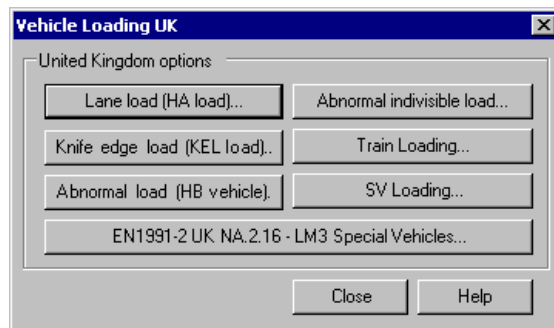 Vehicle Loading UK
United Kingdom options
Lane load (HA load)...
Abnormal indivisible load...
Knife edge load (KEL load)..
Train Loading...
Abnormal load (HB vehicle).
SV Loading...
EN1991-2 UK NA.2.16 - LM3 Special Vehicles...
Close
Help